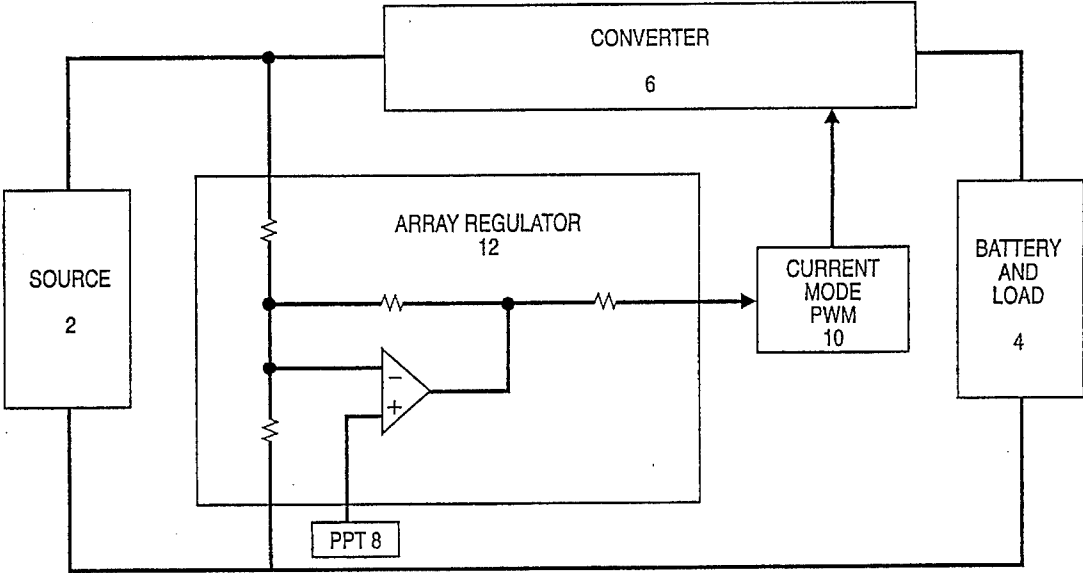 CONVERTER
6
ARRAY REGULATOR
12
SOURCE
2
CURRENT
MODE
PWM
10
BATTERY
AND
LOAD
4
−
+
PPT 8